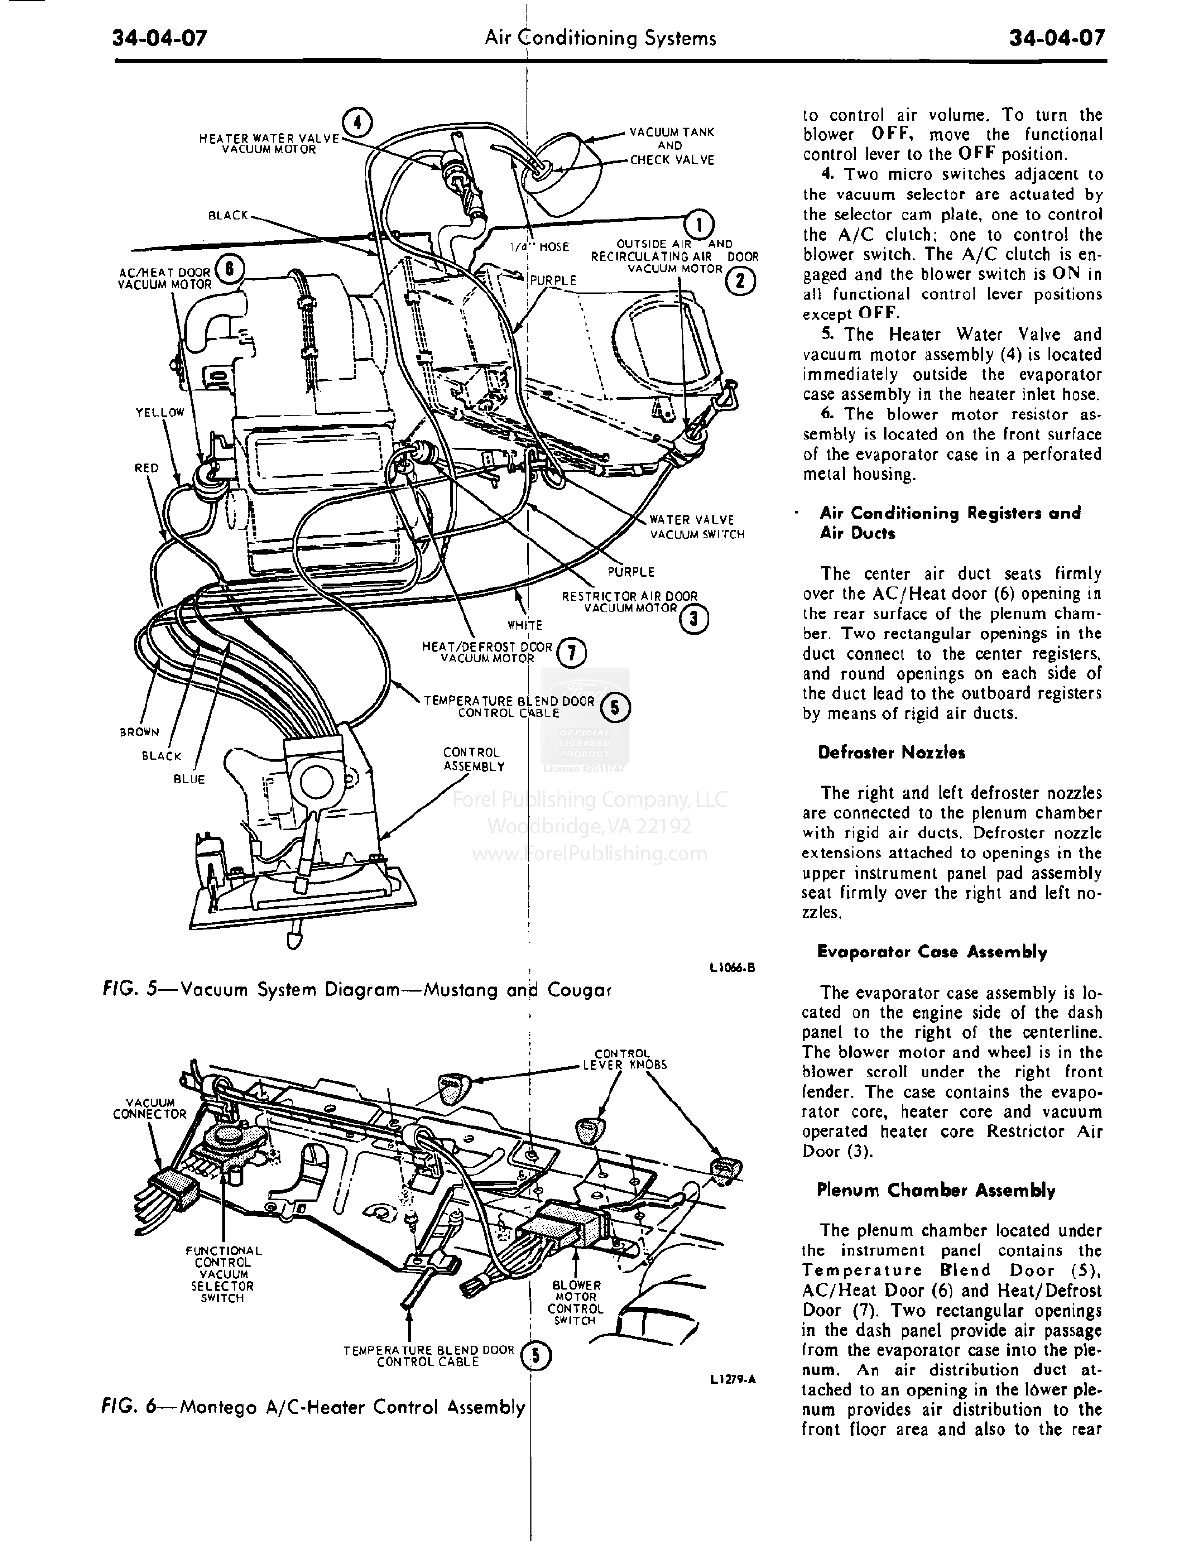 34-04-07
Air Conditioning Systems
34-04-07
HEATER WATER VALVE
VACUUM MOTOR
4
VACUUM TANK
AND
CHECK VALVE
BLACK
1/4" HOSE
1
OUTSIDE AIR AND
RECIRCULATING AIR DOOR
VACUUM MOTOR
2
AC/HEAT DOOR
VACUUM MOTOR
6
PURPLE
YELLOW
RED
WATER VALVE
VACUUM SWITCH
PURPLE
RESTRICTOR AIR DOOR
VACUUM MOTOR
3
WHITE
HEAT/DEFROST DOOR
VACUUM MOTOR
7
TEMPERATURE BLEND DOOR
CONTROL CABLE
5
BROWN
BLACK
BLUE
CONTROL
ASSEMBLY
OFFICIAL
LICENSED
PRODUCT
Forel Publishing Company, LLC
Woodbridge, VA 22192
www.ForelPublishing.com
L1066-B
FIG. 5—Vacuum System Diagram—Mustang and Cougar
CONTROL
LEVER KNOBS
VACUUM
CONNECTOR
FUNCTIONAL
CONTROL
VACUUM
SELECTOR
SWITCH
BLOWER
MOTOR
CONTROL
SWITCH
TEMPERATURE BLEND DOOR
CONTROL CABLE
5
L1279-A
FIG. 6—Montego A/C-Heater Control Assembly
to control air volume. To turn the
blower OFF, move the functional
control lever to the OFF position.
4. Two micro switches adjacent to
the vacuum selector are actuated by
the selector cam plate, one to control
the A/C clutch; one to control the
blower switch. The A/C clutch is en-
gaged and the blower switch is ON in
all functional control lever positions
except OFF.
5. The Heater Water Valve and
vacuum motor assembly (4) is located
immediately outside the evaporator
case assembly in the heater inlet hose.
6. The blower motor resistor as-
sembly is located on the front surface
of the evaporator case in a perforated
metal housing.
Air Conditioning Registers and
Air Ducts
The center air duct seats firmly
over the AC/Heat door (6) opening in
the rear surface of the plenum cham-
ber. Two rectangular openings in the
duct connect to the center registers,
and round openings on each side of
the duct lead to the outboard registers
by means of rigid air ducts.
Defroster Nozzles
The right and left defroster nozzles
are connected to the plenum chamber
with rigid air ducts. Defroster nozzle
extensions attached to openings in the
upper instrument panel pad assembly
seat firmly over the right and left no-
zzles.
Evaporator Case Assembly
The evaporator case assembly is lo-
cated on the engine side of the dash
panel to the right of the centerline.
The blower motor and wheel is in the
blower scroll under the right front
fender. The case contains the evapo-
rator core, heater core and vacuum
operated heater core Restrictor Air
Door (3).
Plenum Chamber Assembly
The plenum chamber located under
the instrument panel contains the
Temperature Blend Door (5),
AC/Heat Door (6) and Heat/Defrost
Door (7). Two rectangular openings
in the dash panel provide air passage
from the evaporator case into the ple-
num. An air distribution duct at-
tached to an opening in the lower ple-
num provides air distribution to the
front floor area and also to the rear